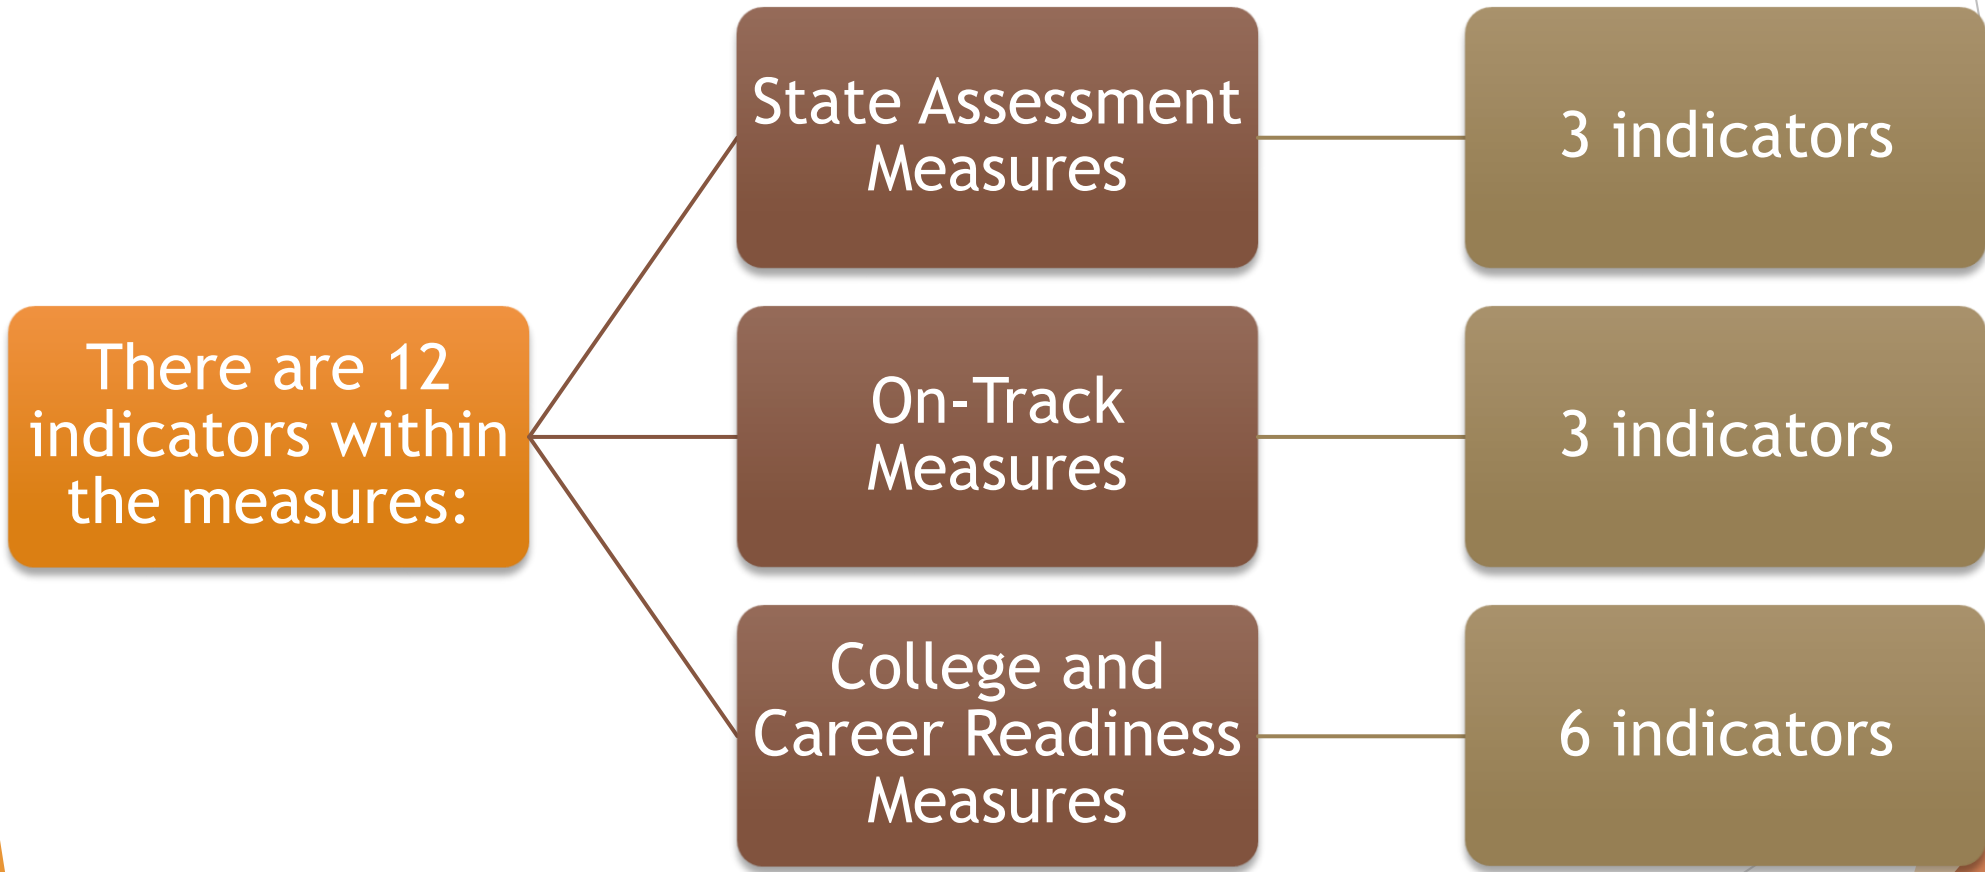 There are 12
indicators within
the measures:
State Assessment
Measures
3 indicators
On-Track
Measures
3 indicators
College and
Career Readiness
Measures
6 indicators